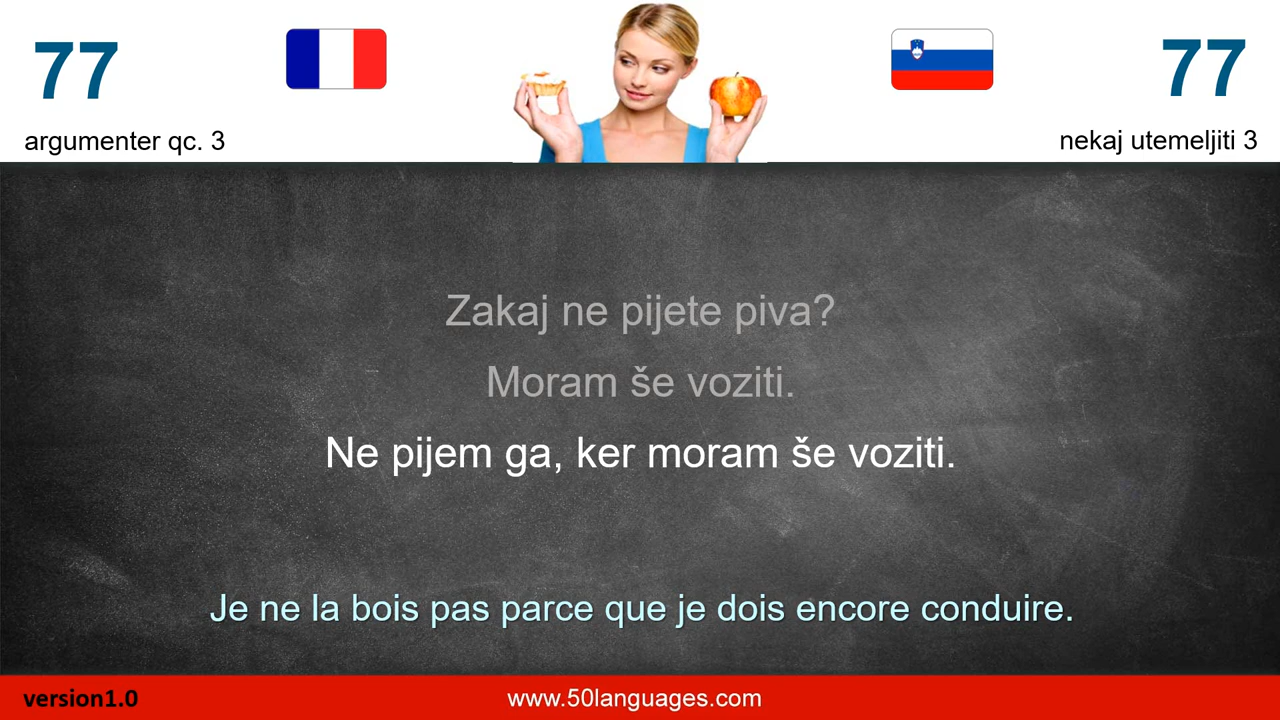 77
77
argumenter qc. 3
nekaj utemeljiti 3
Zakaj ne pijete piva?
Moram še voziti.
Ne pijem ga, ker moram še voziti.
Je ne la bois pas parce que je dois encore conduire.
version1.0
www.50languages.com